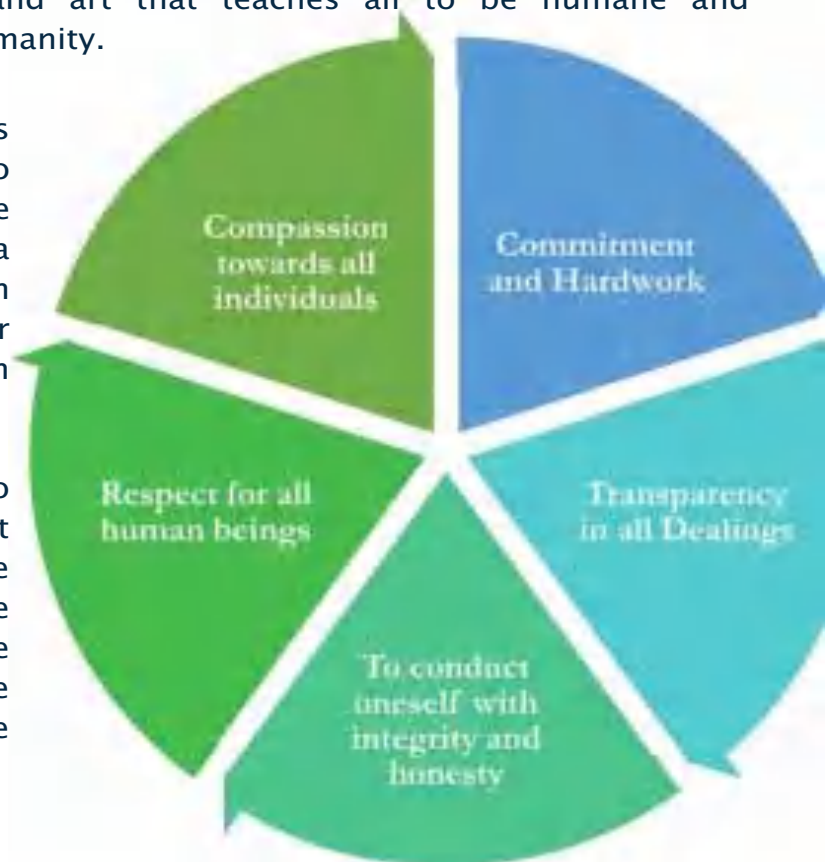 and art that teaches all to be humane and
manity.
s
o
e
a
n
r
n
o
t
e
e
e
e
e
Compassion
towards all
individuals
Commitment
and Hardwork
Transparency
in all Dealings
To conduct
oneself with
integrity and
honesty
Respect for all
human beings